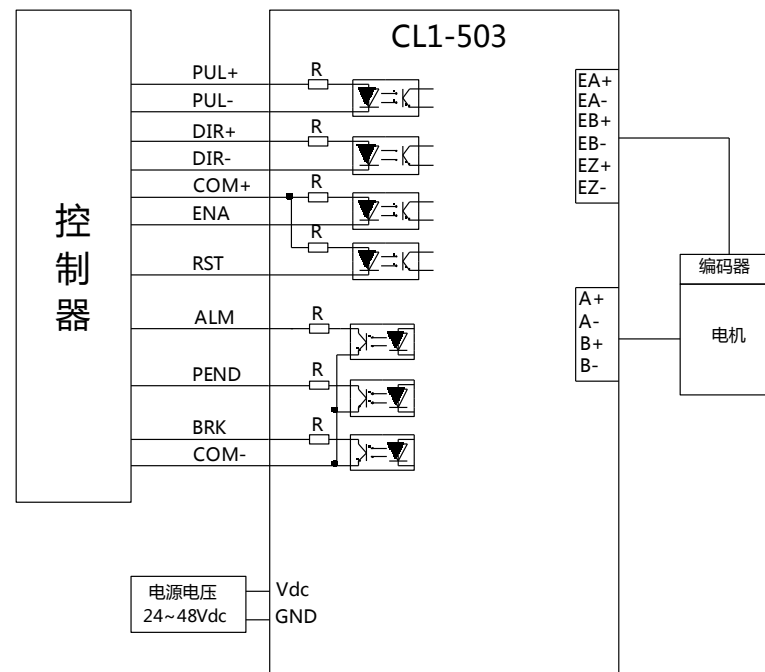 CL1-503
PUL+ R
PUL-
DIR+ R
DIR-
COM+ R
ENA
R
RST
ALM R
PEND R
BRK R
COM-
控制器
EA+
EA-
EB+
EB-
EZ+
EZ-
编码器
电机
A+
A-
B+
B-
电源电压
24~48Vdc
Vdc
GND